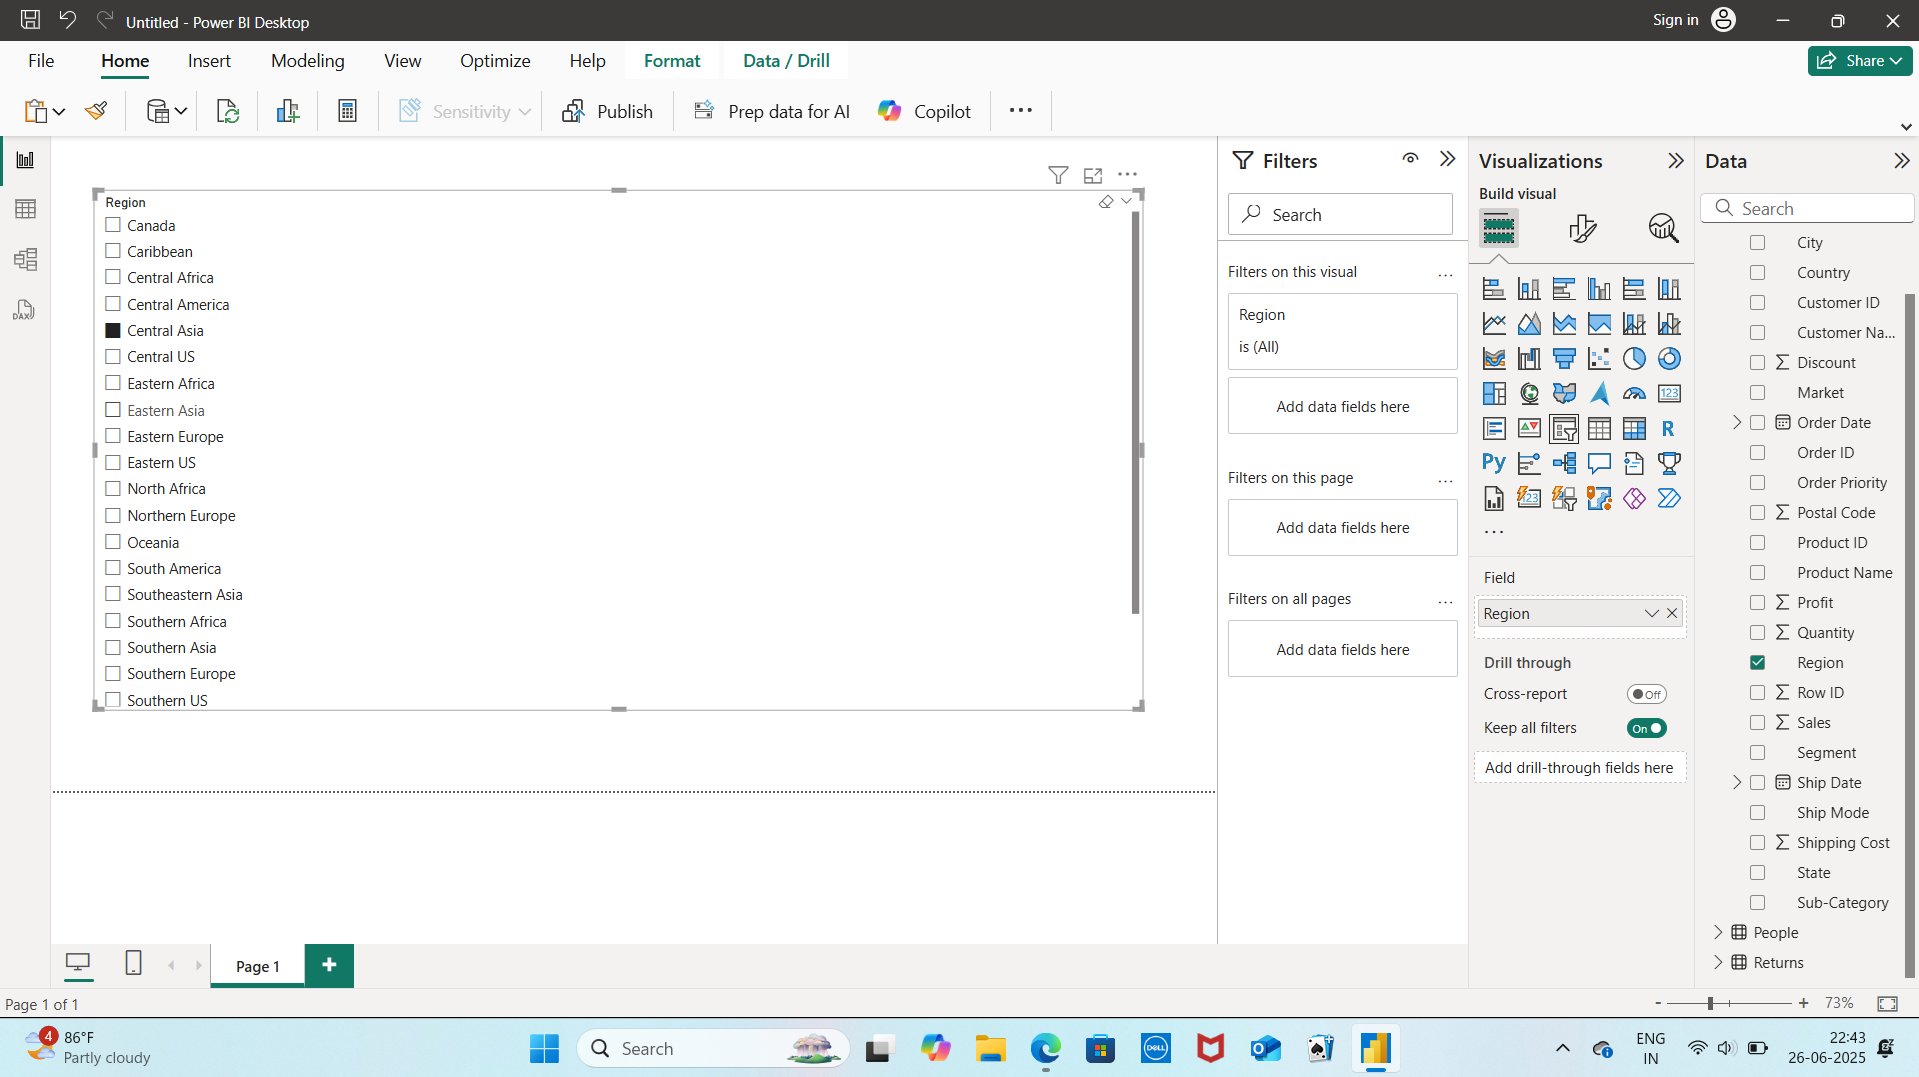 Untitled - Power BI Desktop
Sign in
File Home Insert Modeling View Optimize Help Format Data / Drill
Share
Sensitivity
Publish
Prep data for AI
Copilot
DAX
Region
Canada
Caribbean
Central Africa
Central America
Central Asia
Central US
Eastern Africa
Eastern Asia
Eastern Europe
Eastern US
North Africa
Northern Europe
Oceania
South America
Southeastern Asia
Southern Africa
Southern Asia
Southern Europe
Southern US
Filters
Search
Filters on this visual
...
Region
is (All)
Add data fields here
Filters on this page
...
Add data fields here
Filters on all pages
...
Add data fields here
Visualizations
Build visual
123
R
Py
123
...
Field
Region
Drill through
Cross-report
Off
Keep all filters
On
Add drill-through fields here
Data
Search
City
Country
Customer ID
Customer Na...
Σ Discount
Market
Order Date
Order ID
Order Priority
Σ Postal Code
Product ID
Product Name
Σ Profit
Σ Quantity
Region
Σ Row ID
Σ Sales
Segment
Ship Date
Ship Mode
Σ Shipping Cost
State
Sub-Category
People
Returns
Page 1
+
Page 1 of 1
- + 73%
4
86°F
Partly cloudy
Search
DELL
ENG
IN
22:43
26-06-2025